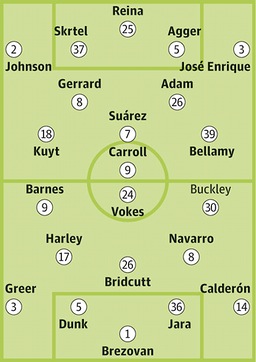 Reina
25
Skrtel Agger
2 37 5 3
Johnson José Enrique
Gerrard Adam
8 26
Suárez
18 7 39
Kuyt Carroll Bellamy
9
Barnes Buckley
9 24 30
Vokes
Harley Navarro
17 26 8
Bridcutt
Greer Calderón
3 5 36 14
Dunk Jara
1
Brezovan